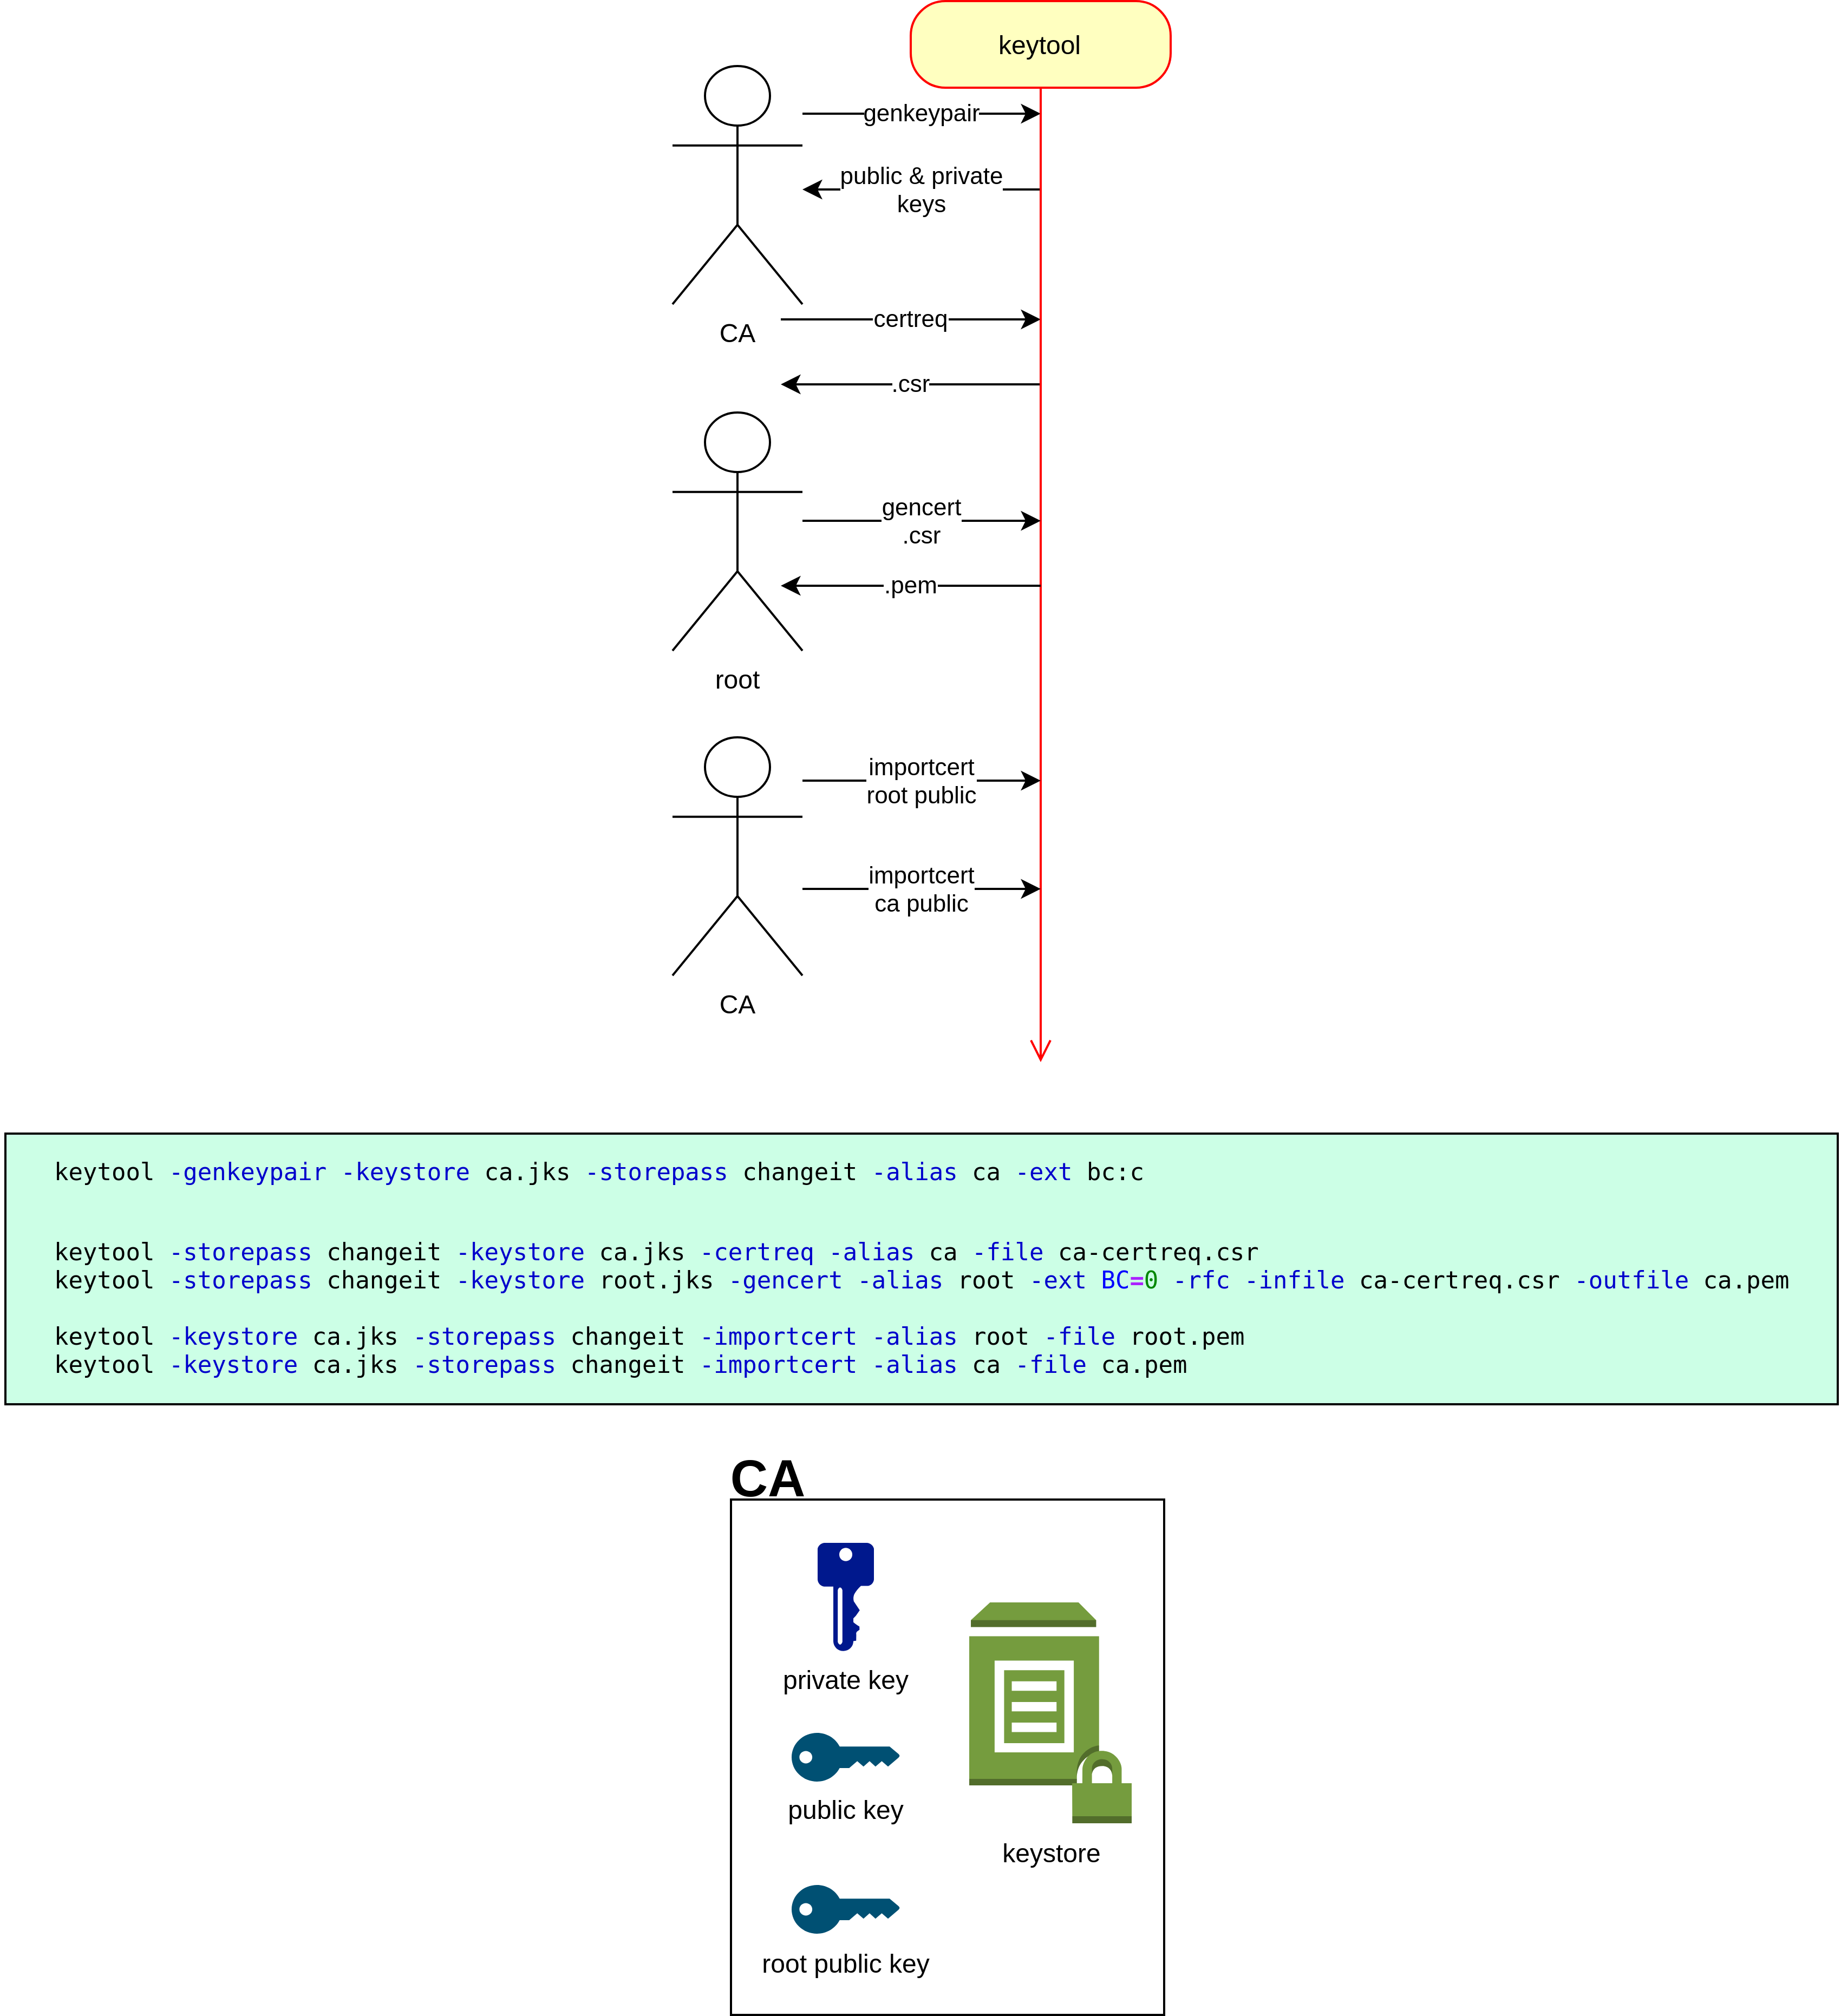 keytool
genkeypair
public & private
keys
CA
certreq
.csr
gencert
.csr
.pem
root
importcert
root public
importcert
ca public
CA
keytool -genkeypair -keystore ca.jks -storepass changeit -alias ca -ext bc:c
keytool -storepass changeit -keystore ca.jks -certreq -alias ca -file ca-certreq.csr
keytool -storepass changeit -keystore root.jks -gencert -alias root -ext BC=0 -rfc -infile ca-certreq.csr -outfile ca.pem
keytool -keystore ca.jks -storepass changeit -importcert -alias root -file root.pem
keytool -keystore ca.jks -storepass changeit -importcert -alias ca -file ca.pem
CA
private key
public key
keystore
root public key